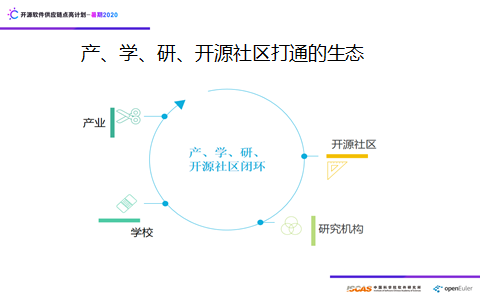 开源软件供应链点亮计划-暑期2020
产、学、研、开源社区打通的生态
产业
开源社区
产、学、研、
开源社区闭环
学校
研究机构
ISCAS 中国科学院软件研究所
openEuler